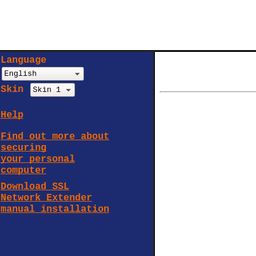 Language
English
Skin Skin 1
Help
Find out more about
securing
your personal
computer
Download SSL
Network Extender
manual installation